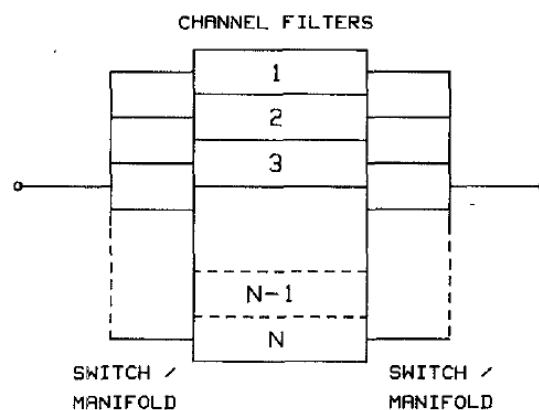 CHANNEL FILTERS
1
2
3
N-1
N
SWITCH /
MANIFOLD
SWITCH /
MANIFOLD